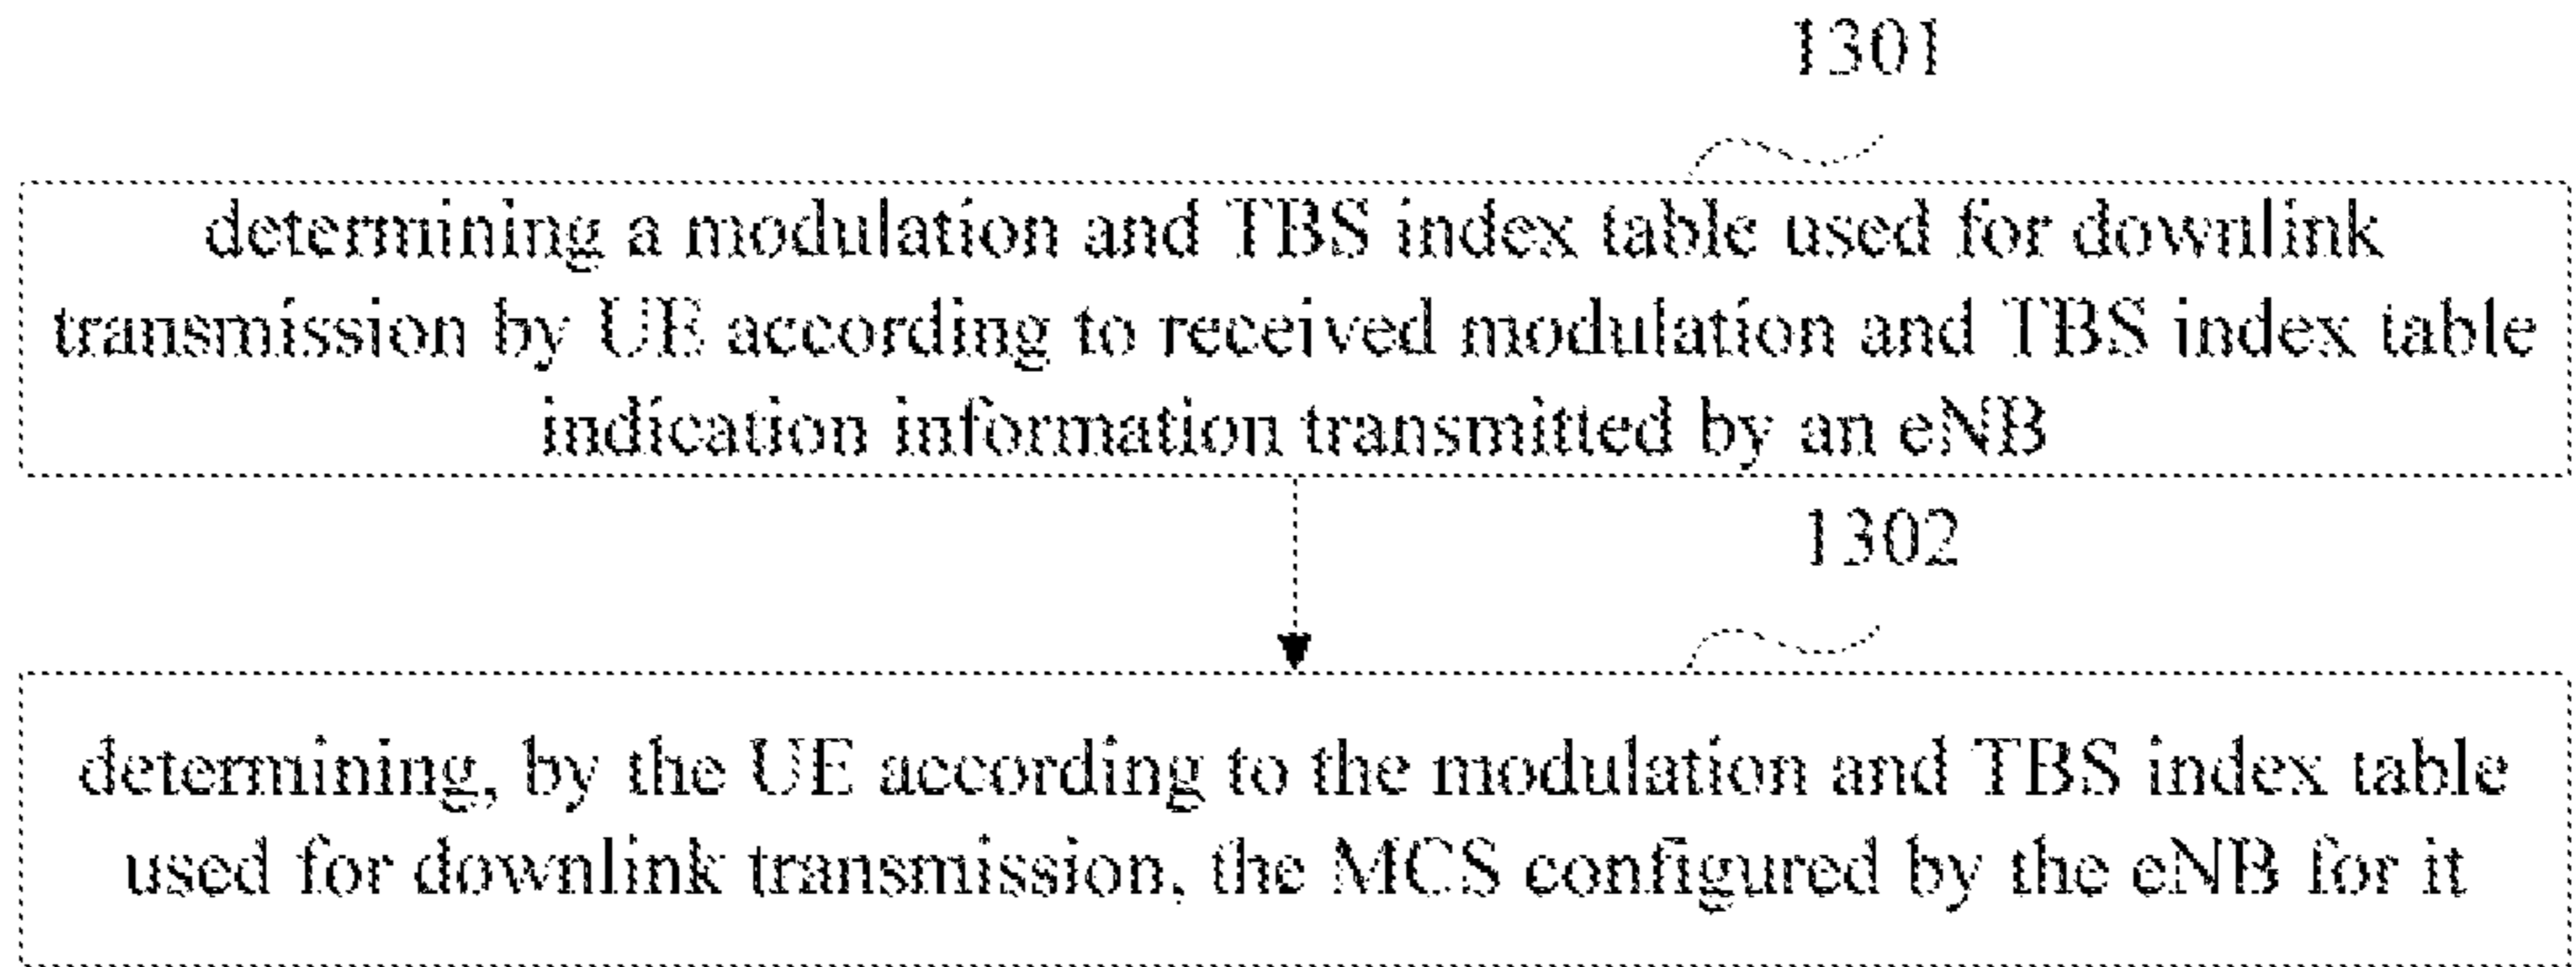 1301
determining a modulation and TBS index table used for downlink
transmission by UE according to received modulation and TBS index table
indication information transmitted by an eNB
1302
determining, by the UE according to the modulation and TBS index table
used for downlink transmission, the MCS configured by the eNB for it